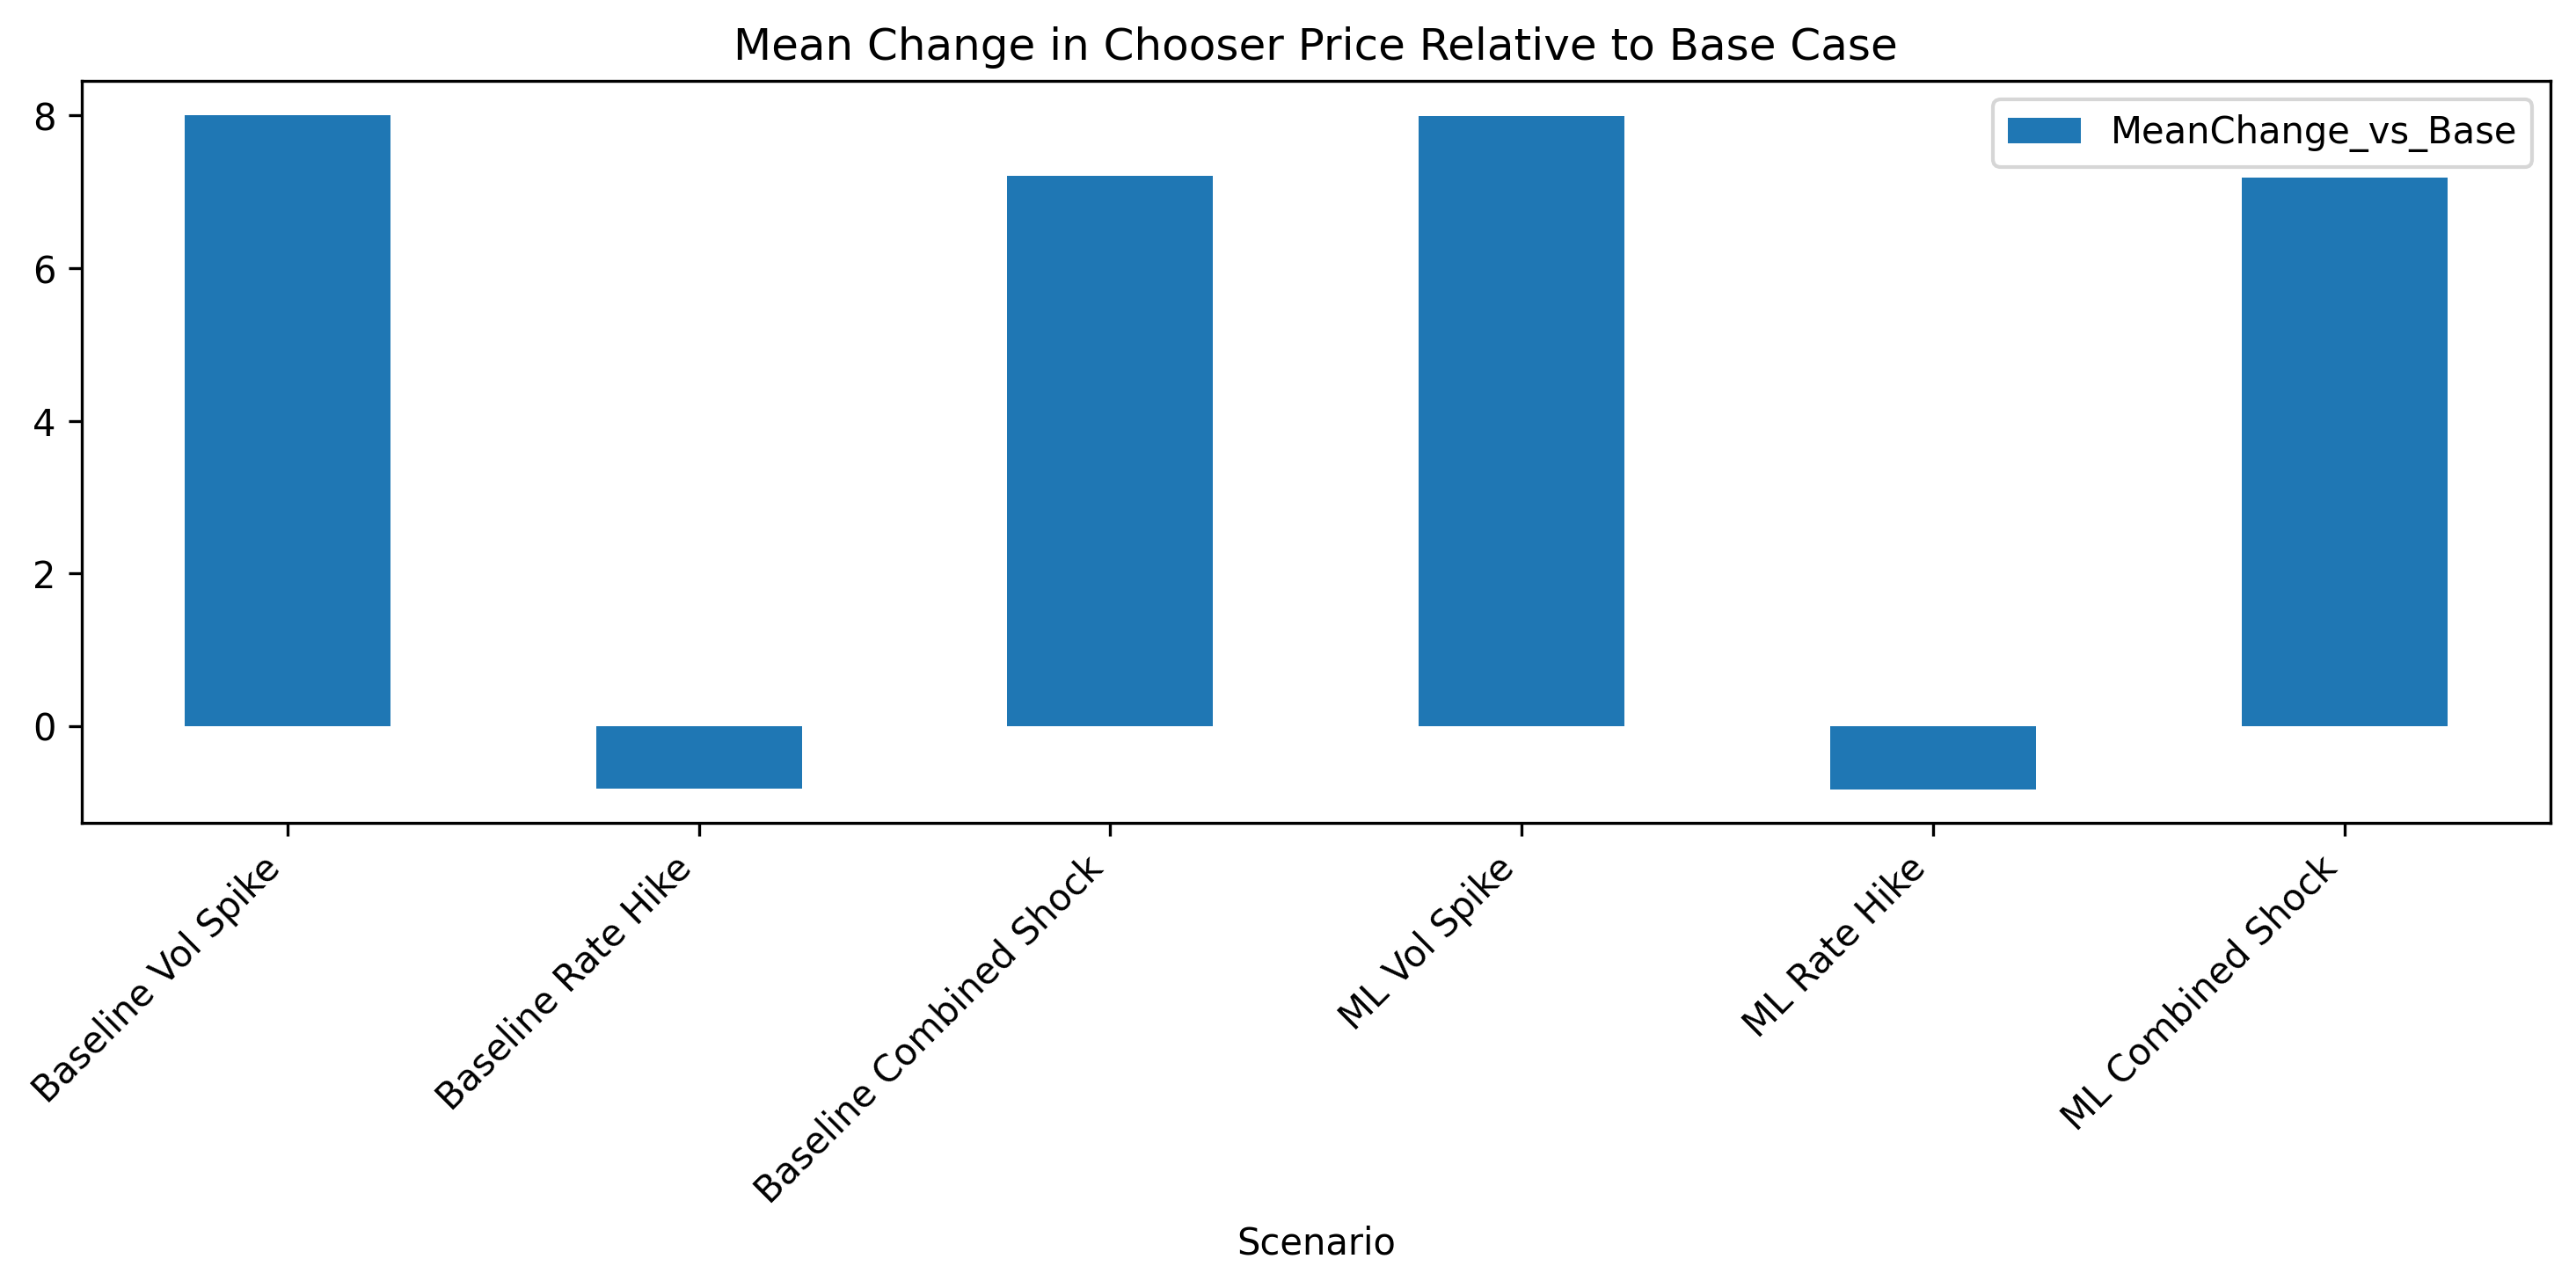 Mean Change in Chooser Price Relative to Base Case
MeanChange_vs_Base
8
6
4
2
0
Baseline Vol Spike
Baseline Rate Hike
Baseline Combined Shock
ML Vol Spike
ML Rate Hike
ML Combined Shock
Scenario